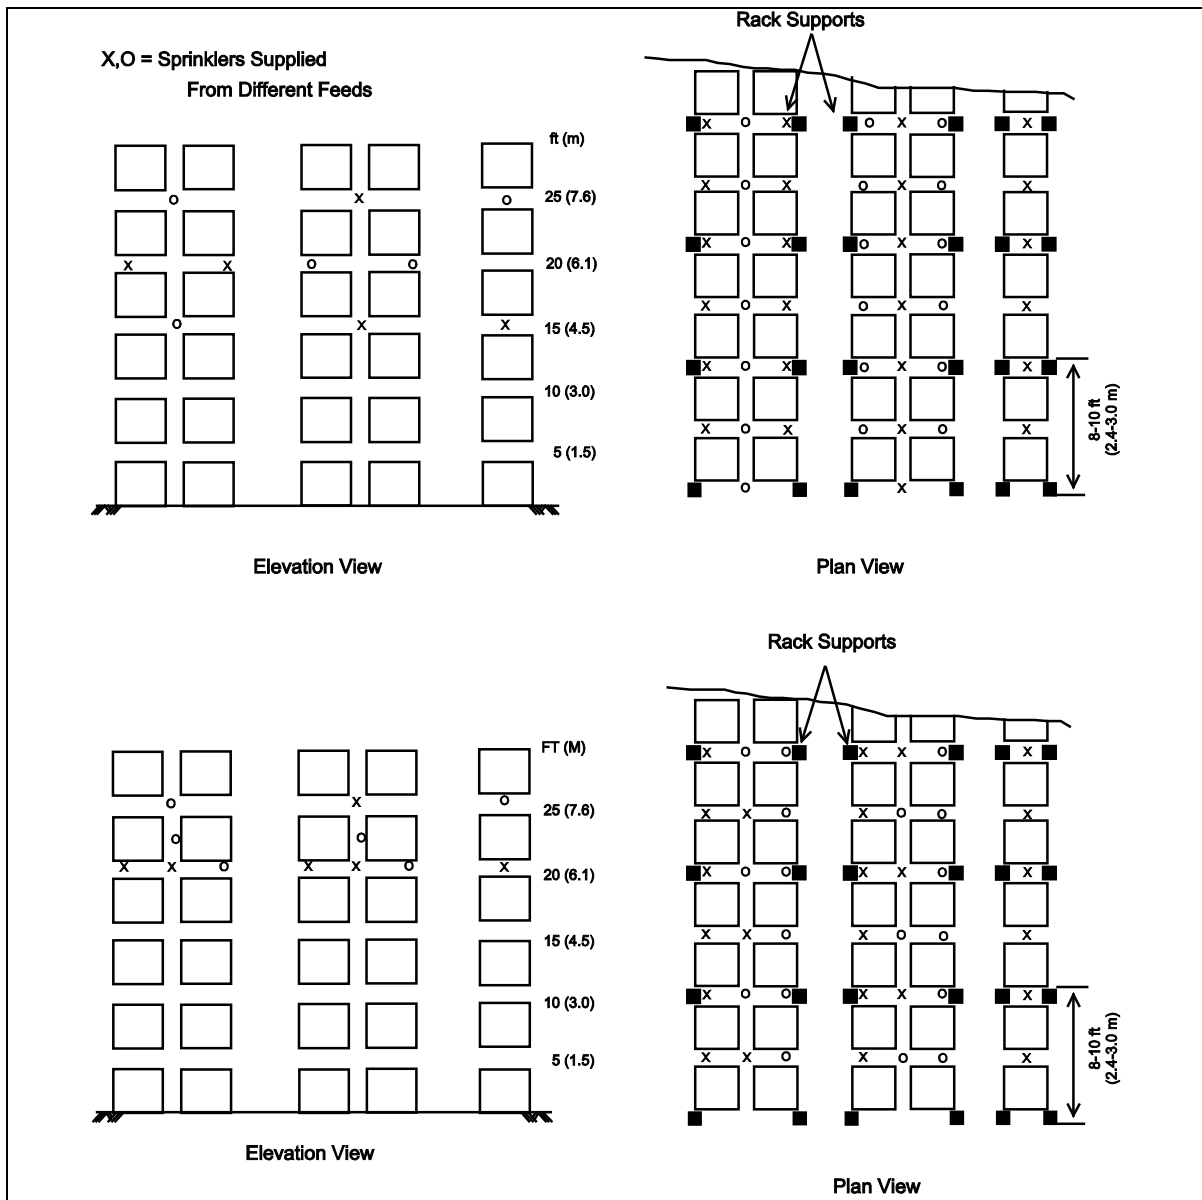 Rack Supports
X,O = Sprinklers Supplied
From Different Feeds
ft (m)
25 (7.6)
20 (6.1)
15 (4.5)
10 (3.0)
5 (1.5)
8-10 ft
(2.4-3.0 m)
Elevation View
Plan View
Rack Supports
FT (M)
25 (7.6)
20 (6.1)
15 (4.5)
10 (3.0)
5 (1.5)
8-10 ft
(2.4-3.0 m)
Elevation View
Plan View